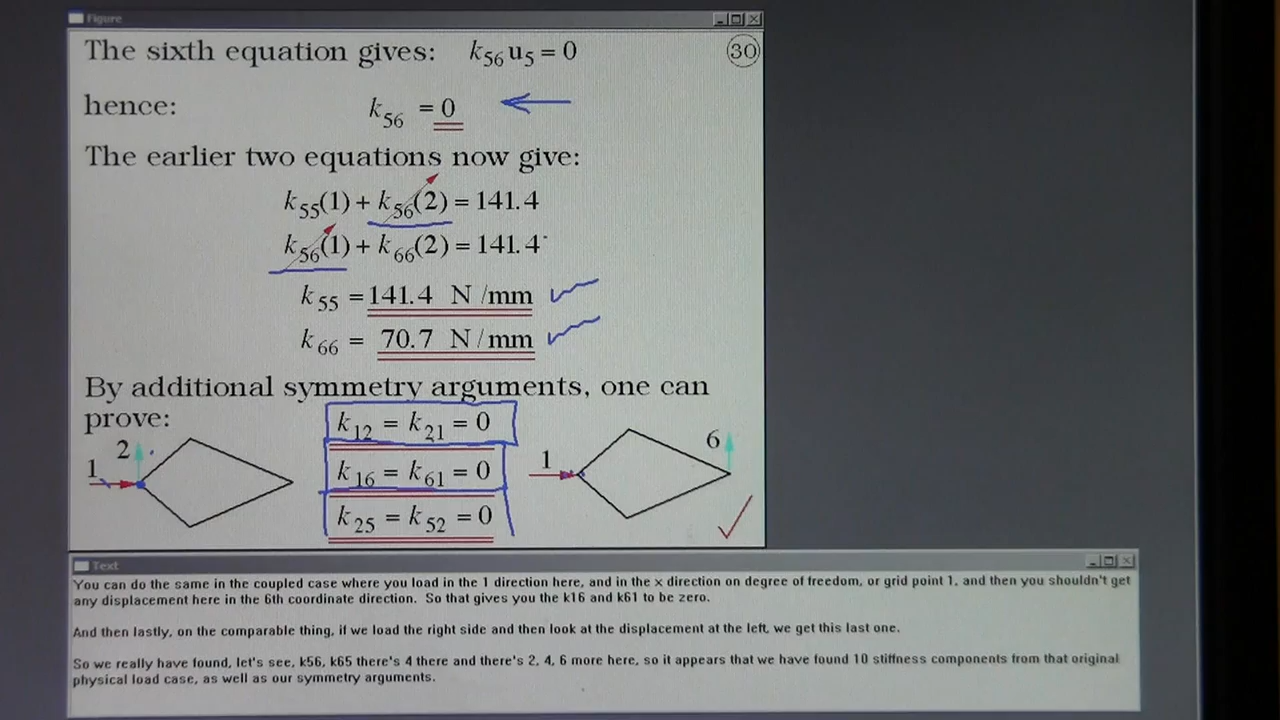 Figure
The sixth equation gives: k56 u5 = 0
30
hence: k56 = 0
The earlier two equations now give:
k55(1) + k56(2) = 141.4
k56(1) + k66(2) = 141.4
k55 = 141.4 N/mm
k66 = 70.7 N/mm
By additional symmetry arguments, one can
prove:
k12 = k21 = 0
k16 = k61 = 0
k25 = k52 = 0
2
1
1
6
Text
You can do the same in the coupled case where you load in the 1 direction here, and in the x direction on degree of freedom, or grid point 1, and then you shouldn't get
any displacement here in the 6th coordinate direction. So that gives you the k16 and k61 to be zero.
And then lastly, on the comparable thing, if we load the right side and then look at the displacement at the left, we get this last one.
So we really have found, let's see, k56, k65 there's 4 there and there's 2, 4, 6 more here, so it appears that we have found 10 stiffness components from that original
physical load case, as well as our symmetry arguments.